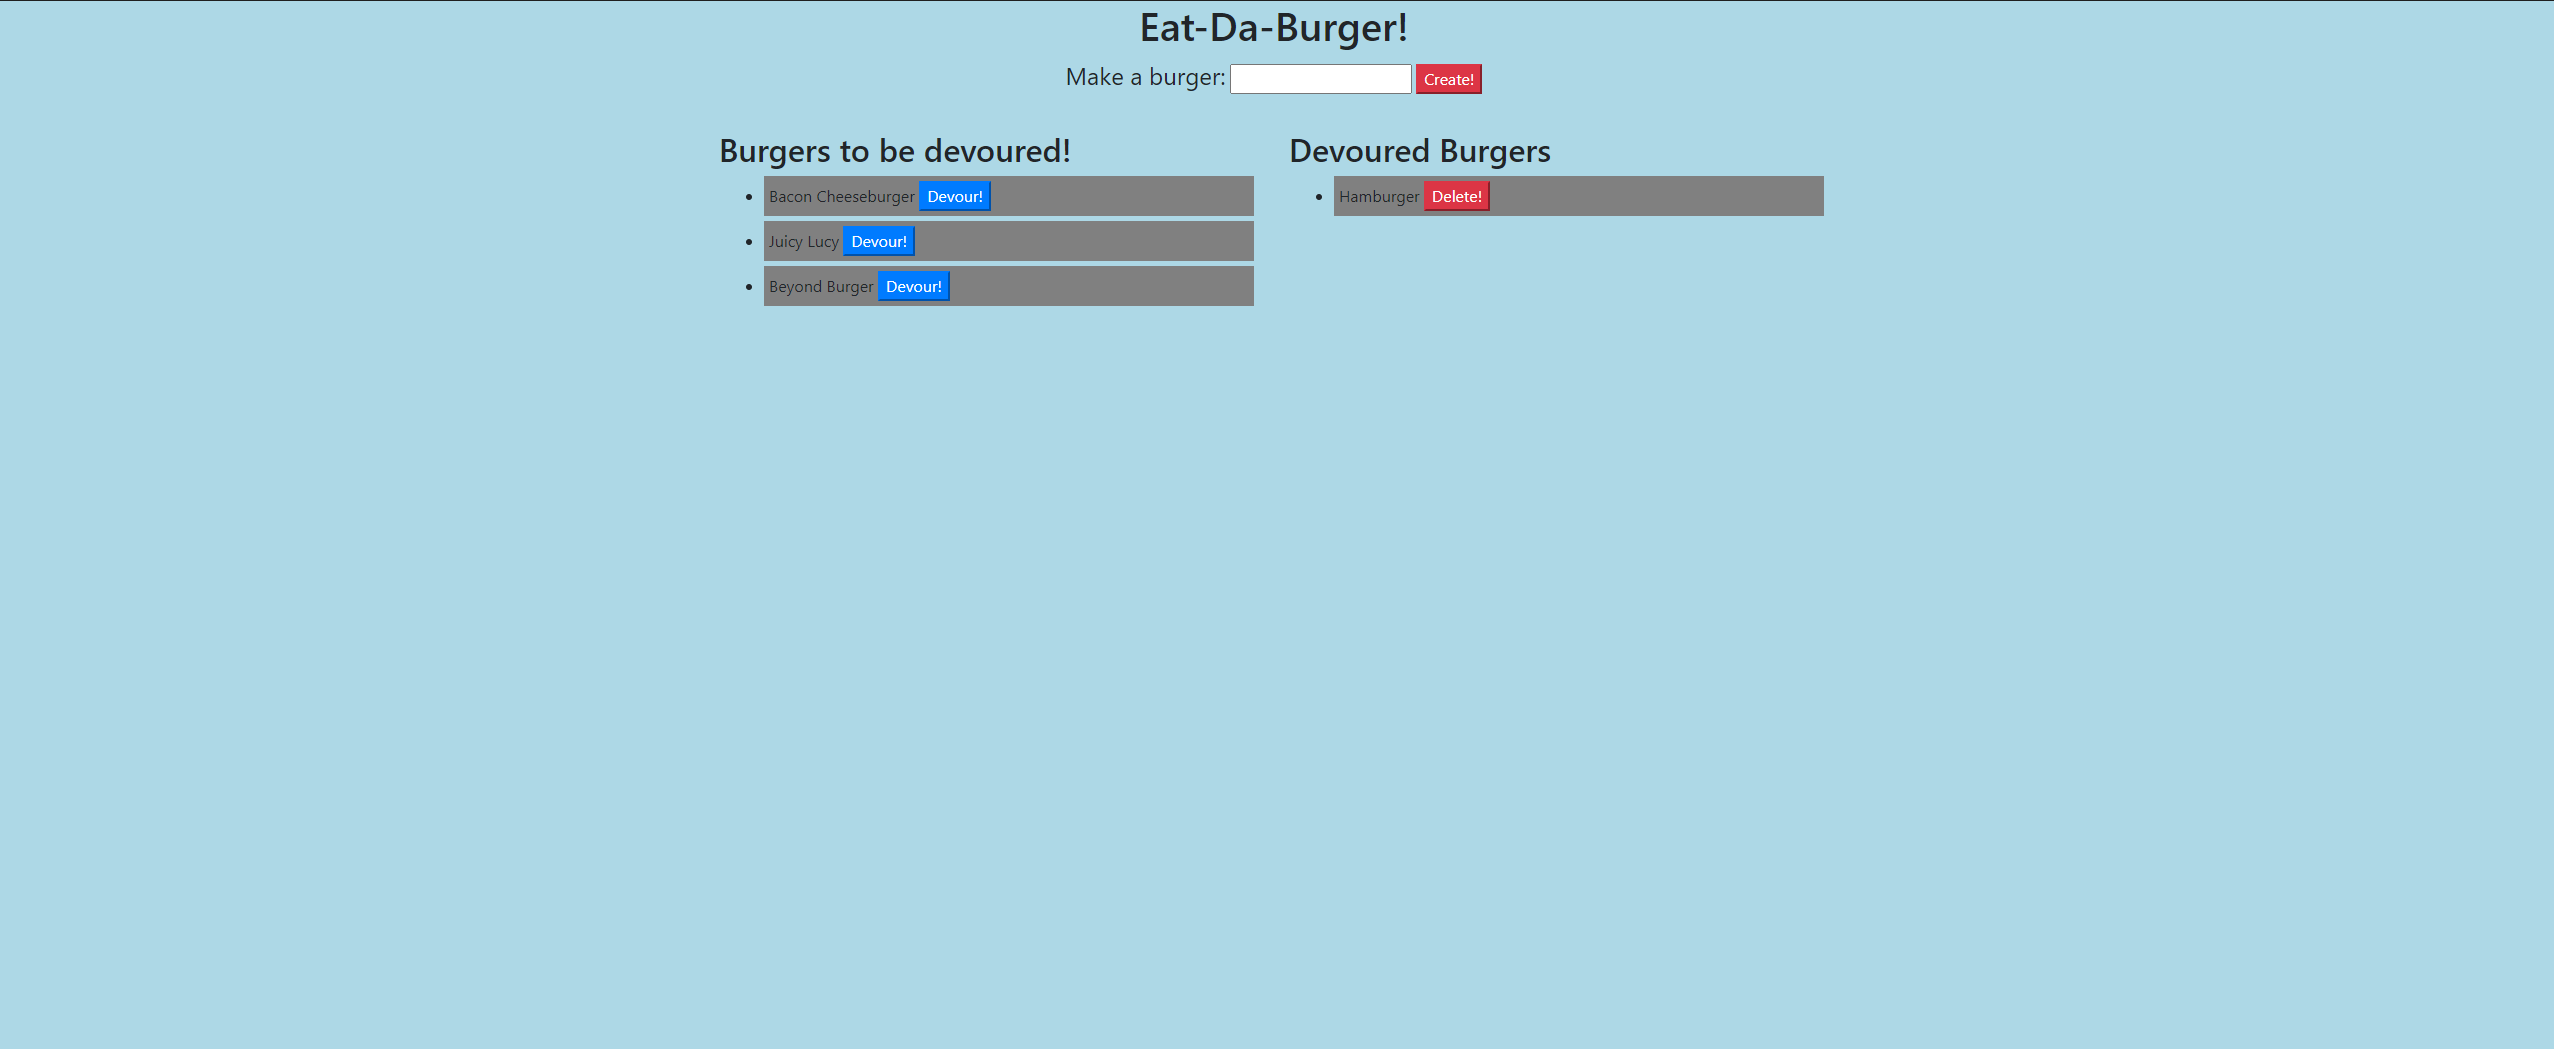 Eat-Da-Burger!
Make a burger: Create!
Burgers to be devoured!
Bacon Cheeseburger Devour!
Juicy Lucy Devour!
Beyond Burger Devour!
Devoured Burgers
Hamburger Delete!